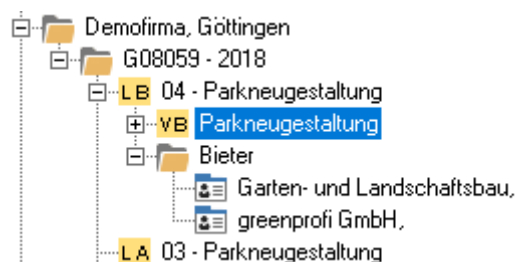 Demofirma, Göttingen
G08059 - 2018
LB 04 - Parkneugestaltung
VB Parkneugestaltung
Bieter
Garten- und Landschaftsbau,
greenprofi GmbH,
LA 03 - Parkneugestaltung